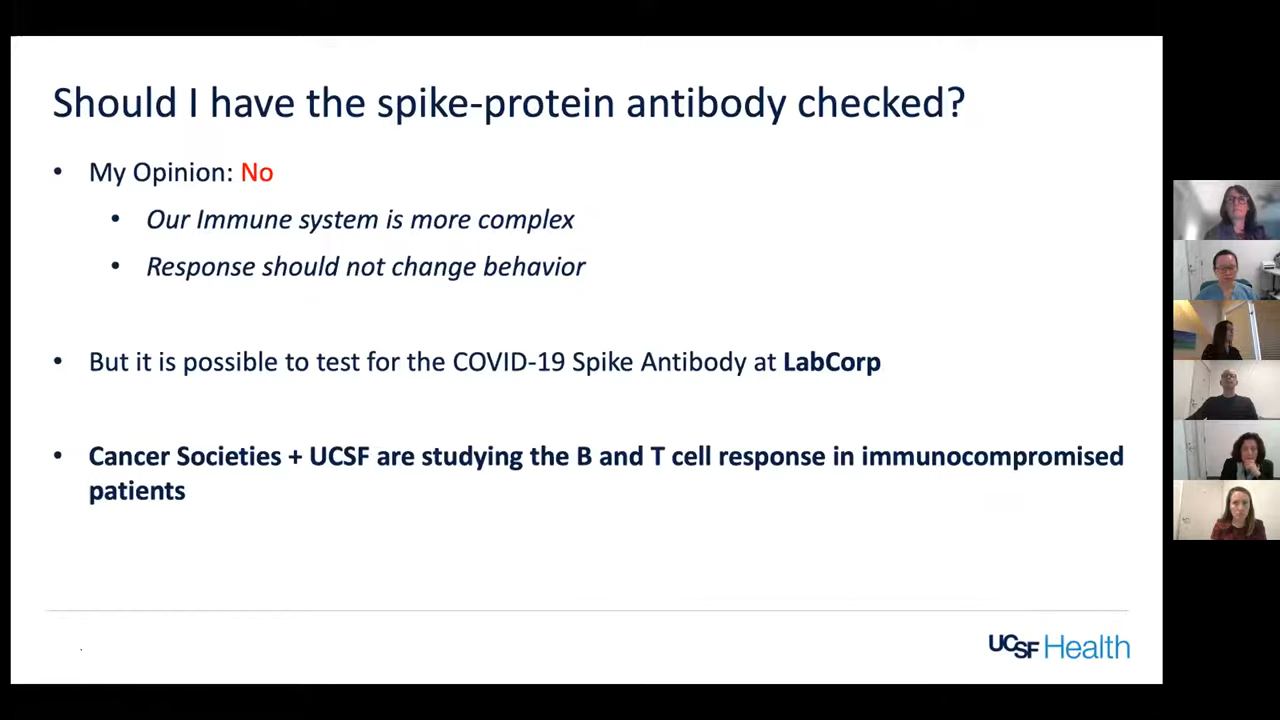 Should I have the spike-protein antibody checked?
• My Opinion: No
• Our Immune system is more complex
• Response should not change behavior
• But it is possible to test for the COVID-19 Spike Antibody at LabCorp
• Cancer Societies + UCSF are studying the B and T cell response in immunocompromised
patients
UCSF Health